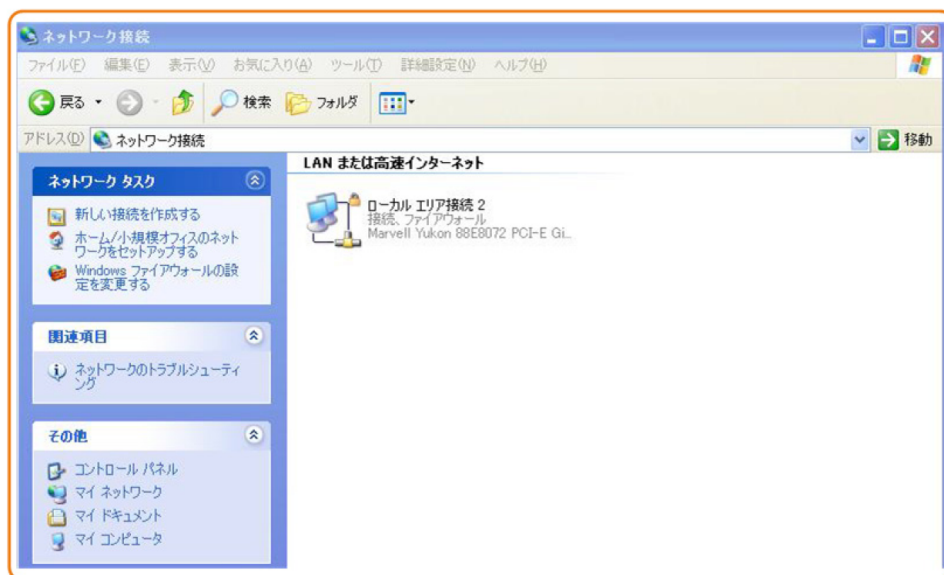 ネットワーク接続
ファイル(F) 編集(E) 表示(V) お気に入り(A) ツール(T) 詳細設定(N) ヘルプ(H)
戻る 検索 フォルダ
アドレス(D) ネットワーク接続 移動
ネットワーク タスク
新しい接続を作成する
ホーム/小規模オフィスのネット
ワークをセットアップする
Windows ファイアウォールの設
定を変更する
関連項目
ネットワークのトラブルシューティ
ング
その他
コントロール パネル
マイ ネットワーク
マイ ドキュメント
マイ コンピュータ
LAN または高速インターネット
ローカル エリア接続 2
接続、ファイアウォール
Marvell Yukon 88E8072 PCI-E Gi...